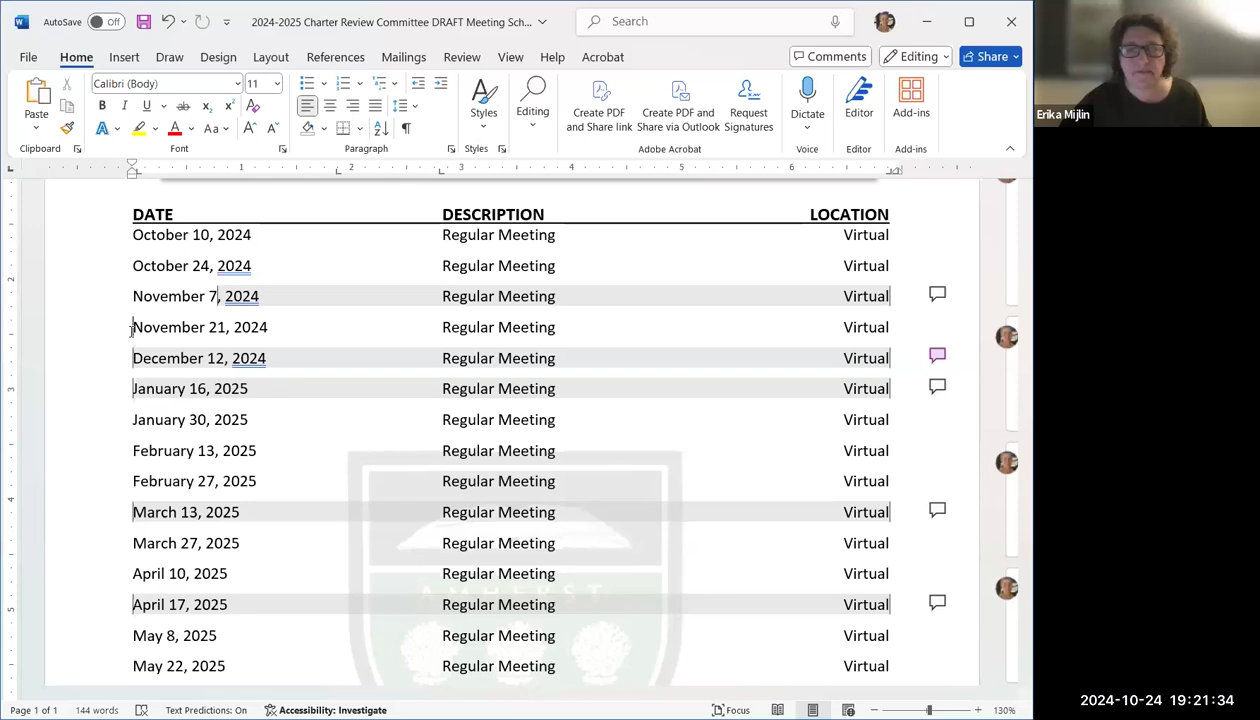 AutoSave Off 2024-2025 Charter Review Committee DRAFT Meeting Sch... Search
File Home Insert Draw Design Layout References Mailings Review View Help Acrobat Comments Editing Share
Calibri (Body) 11
Paste Styles Editing Create PDF and Share link Create PDF and Share via Outlook Request Signatures Dictate Editor Add-ins
Clipboard Font Paragraph Styles Adobe Acrobat Voice Editor Add-ins
Erika Mijlin
1 2 3 4 5 6
DATE DESCRIPTION LOCATION
October 10, 2024 Regular Meeting Virtual
October 24, 2024 Regular Meeting Virtual
November 7, 2024 Regular Meeting Virtual
November 21, 2024 Regular Meeting Virtual
December 12, 2024 Regular Meeting Virtual
January 16, 2025 Regular Meeting Virtual
January 30, 2025 Regular Meeting Virtual
February 13, 2025 Regular Meeting Virtual
February 27, 2025 Regular Meeting Virtual
March 13, 2025 Regular Meeting Virtual
March 27, 2025 Regular Meeting Virtual
April 10, 2025 Regular Meeting Virtual
AMHERST
April 17, 2025 Regular Meeting Virtual
May 8, 2025 Regular Meeting Virtual
May 22, 2025 Regular Meeting Virtual
Page 1 of 1 144 words Text Predictions: On Accessibility: Investigate Focus 130%
2024-10-24 19:21:34